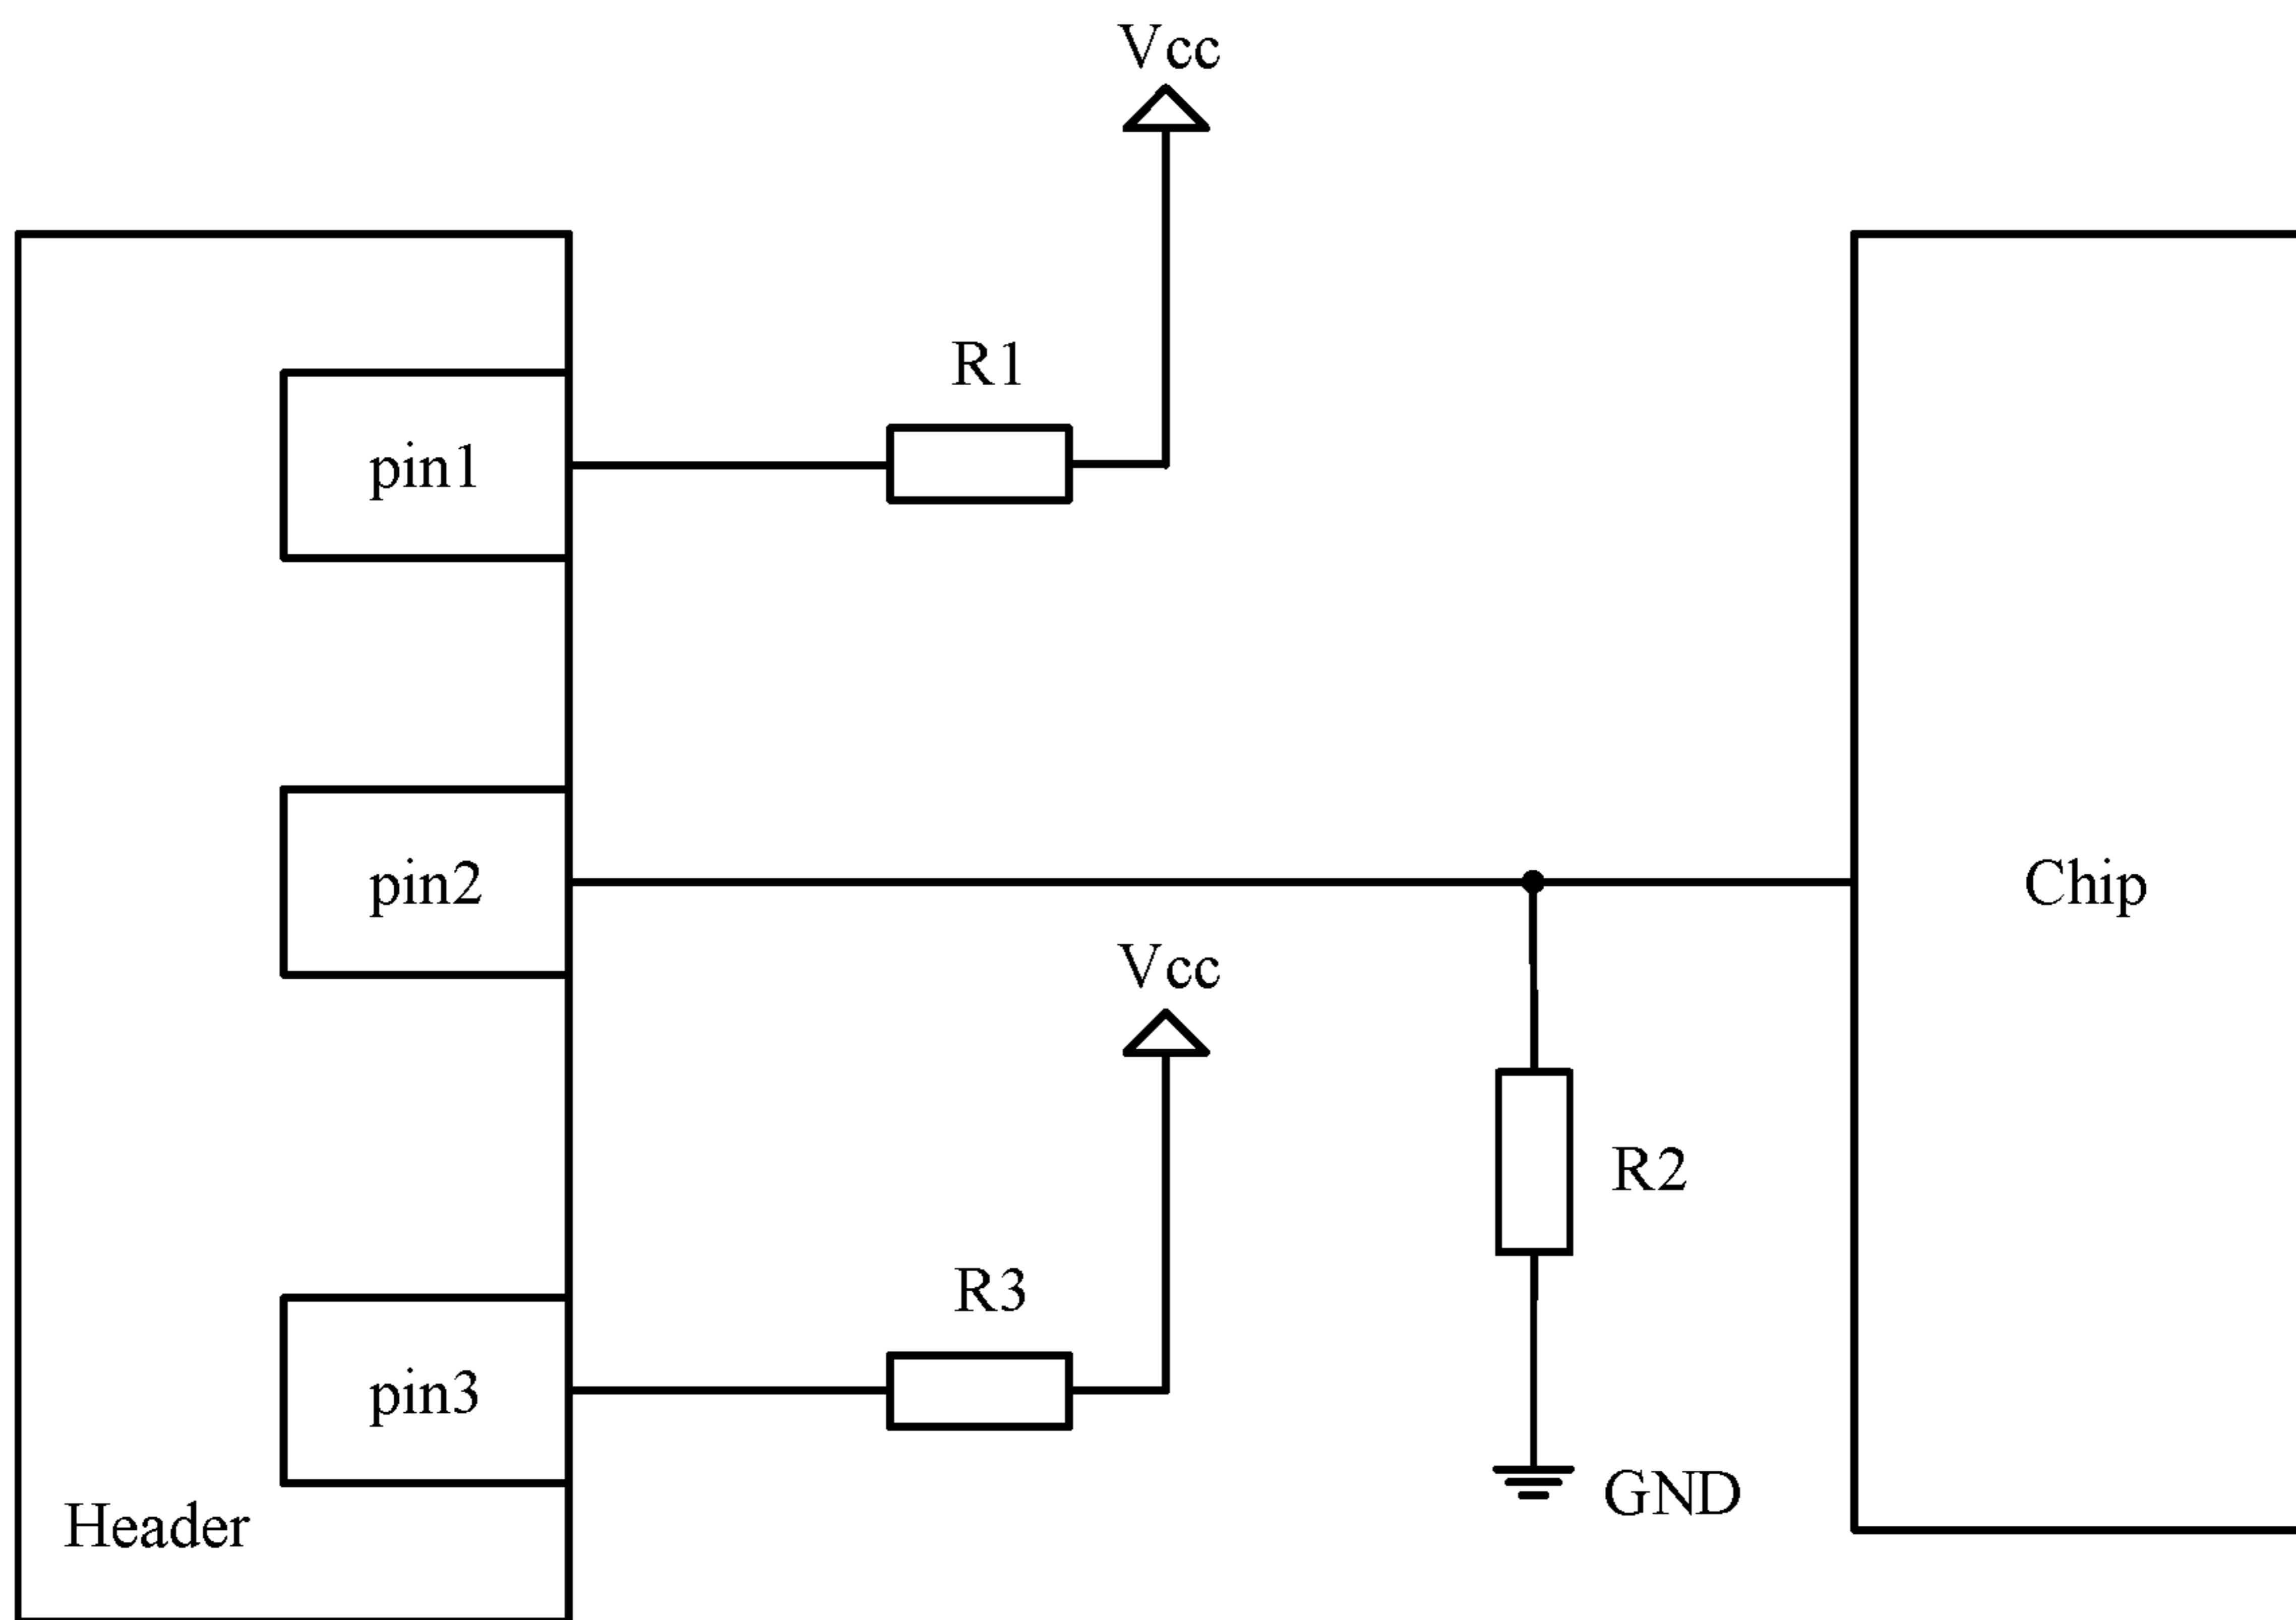 Vcc
R1
pin1
pin2
Chip
Vcc
R2
R3
pin3
GND
Header